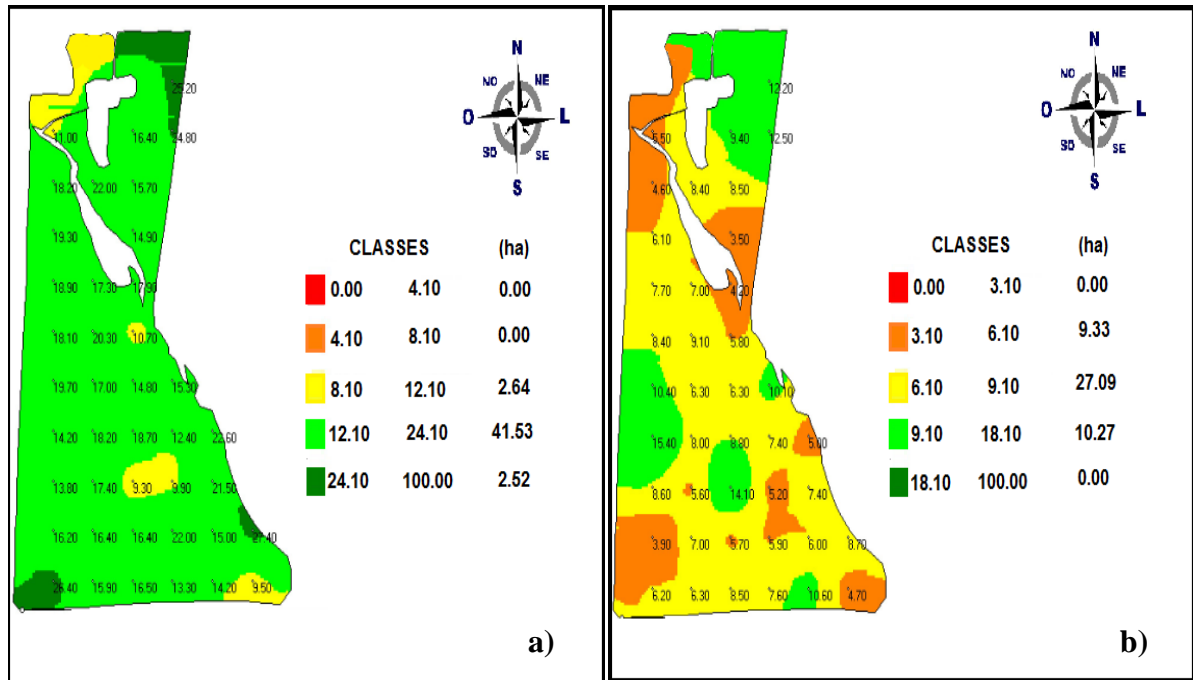 N
NO NE
O L
SO SE
S
25.20
11.00 16.40 24.80
18.20 22.00 15.70
19.30 14.90
18.90 17.30 17.90
18.10 20.30 10.70
19.70 17.00 14.80 15.30
14.20 18.20 18.70 12.40 22.60
13.80 17.40 9.30 9.90 21.50
16.20 16.40 16.40 22.00 15.00 27.40
26.40 15.90 16.50 13.30 14.20 9.50
CLASSES (ha)
0.00 4.10 0.00
4.10 8.10 0.00
8.10 12.10 2.64
12.10 24.10 41.53
24.10 100.00 2.52
a)
N
NO NE
O L
SO SE
S
12.20
5.50 9.40 12.50
4.60 8.40 8.50
6.10 3.50
7.70 7.00 4.20
8.40 9.10 5.80
10.40 6.30 6.30 10.10
15.40 8.00 8.80 7.40 5.00
8.60 5.60 14.10 5.20 7.40
3.90 7.00 5.70 5.90 6.00 8.70
6.20 6.30 8.50 7.60 10.60 4.70
CLASSES (ha)
0.00 3.10 0.00
3.10 6.10 9.33
6.10 9.10 27.09
9.10 18.10 10.27
18.10 100.00 0.00
b)